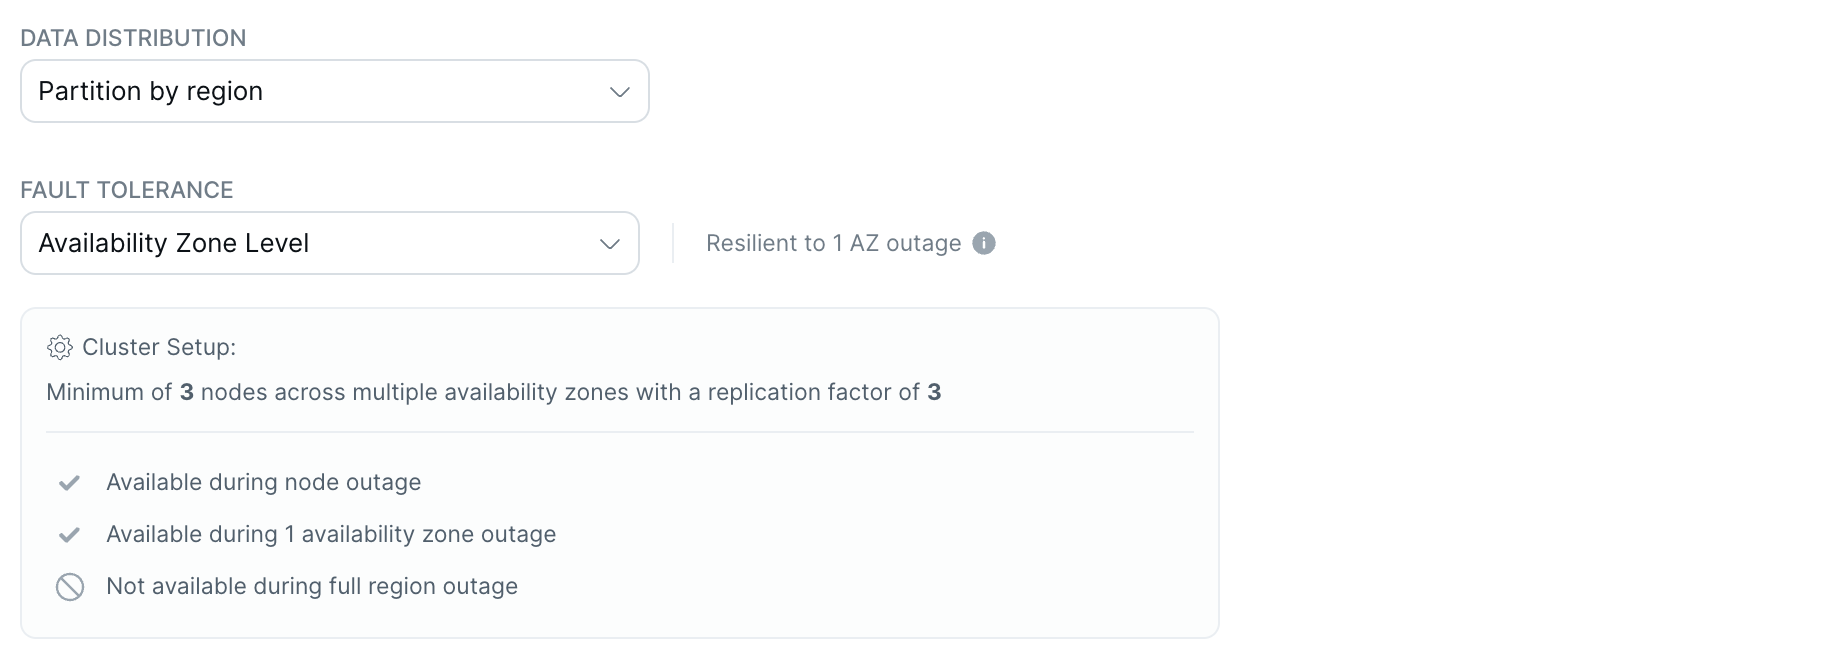 DATA DISTRIBUTION
Partition by region
FAULT TOLERANCE
Availability Zone Level
Resilient to 1 AZ outage
Cluster Setup:
Minimum of 3 nodes across multiple availability zones with a replication factor of 3
Available during node outage
Available during 1 availability zone outage
Not available during full region outage